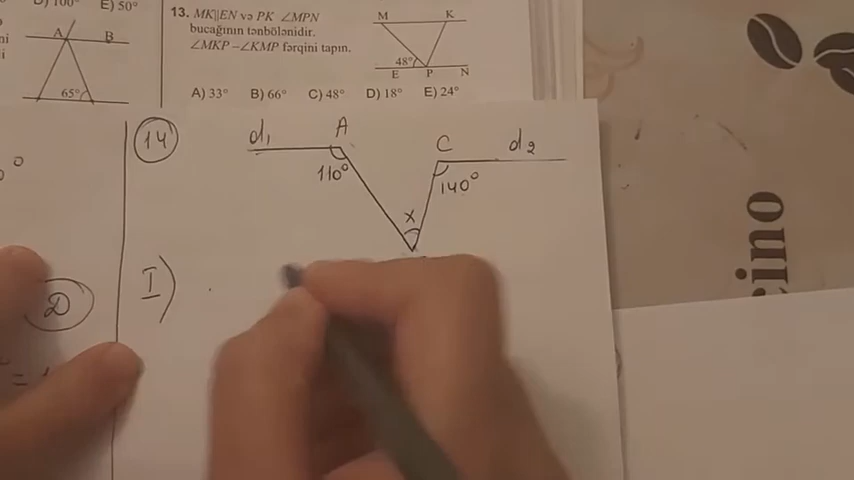 D) 100° E) 50°
A B
65°
13. MK||EN və PK ∠MPN
bucağının tənbölənidir.
∠MKP – ∠KMP fərqini tapın.
A) 33° B) 66° C) 48° D) 18° E) 24°
M K
48°
E P N
14 d₁ A C d₂
110° 140°
x
I)
D
cino